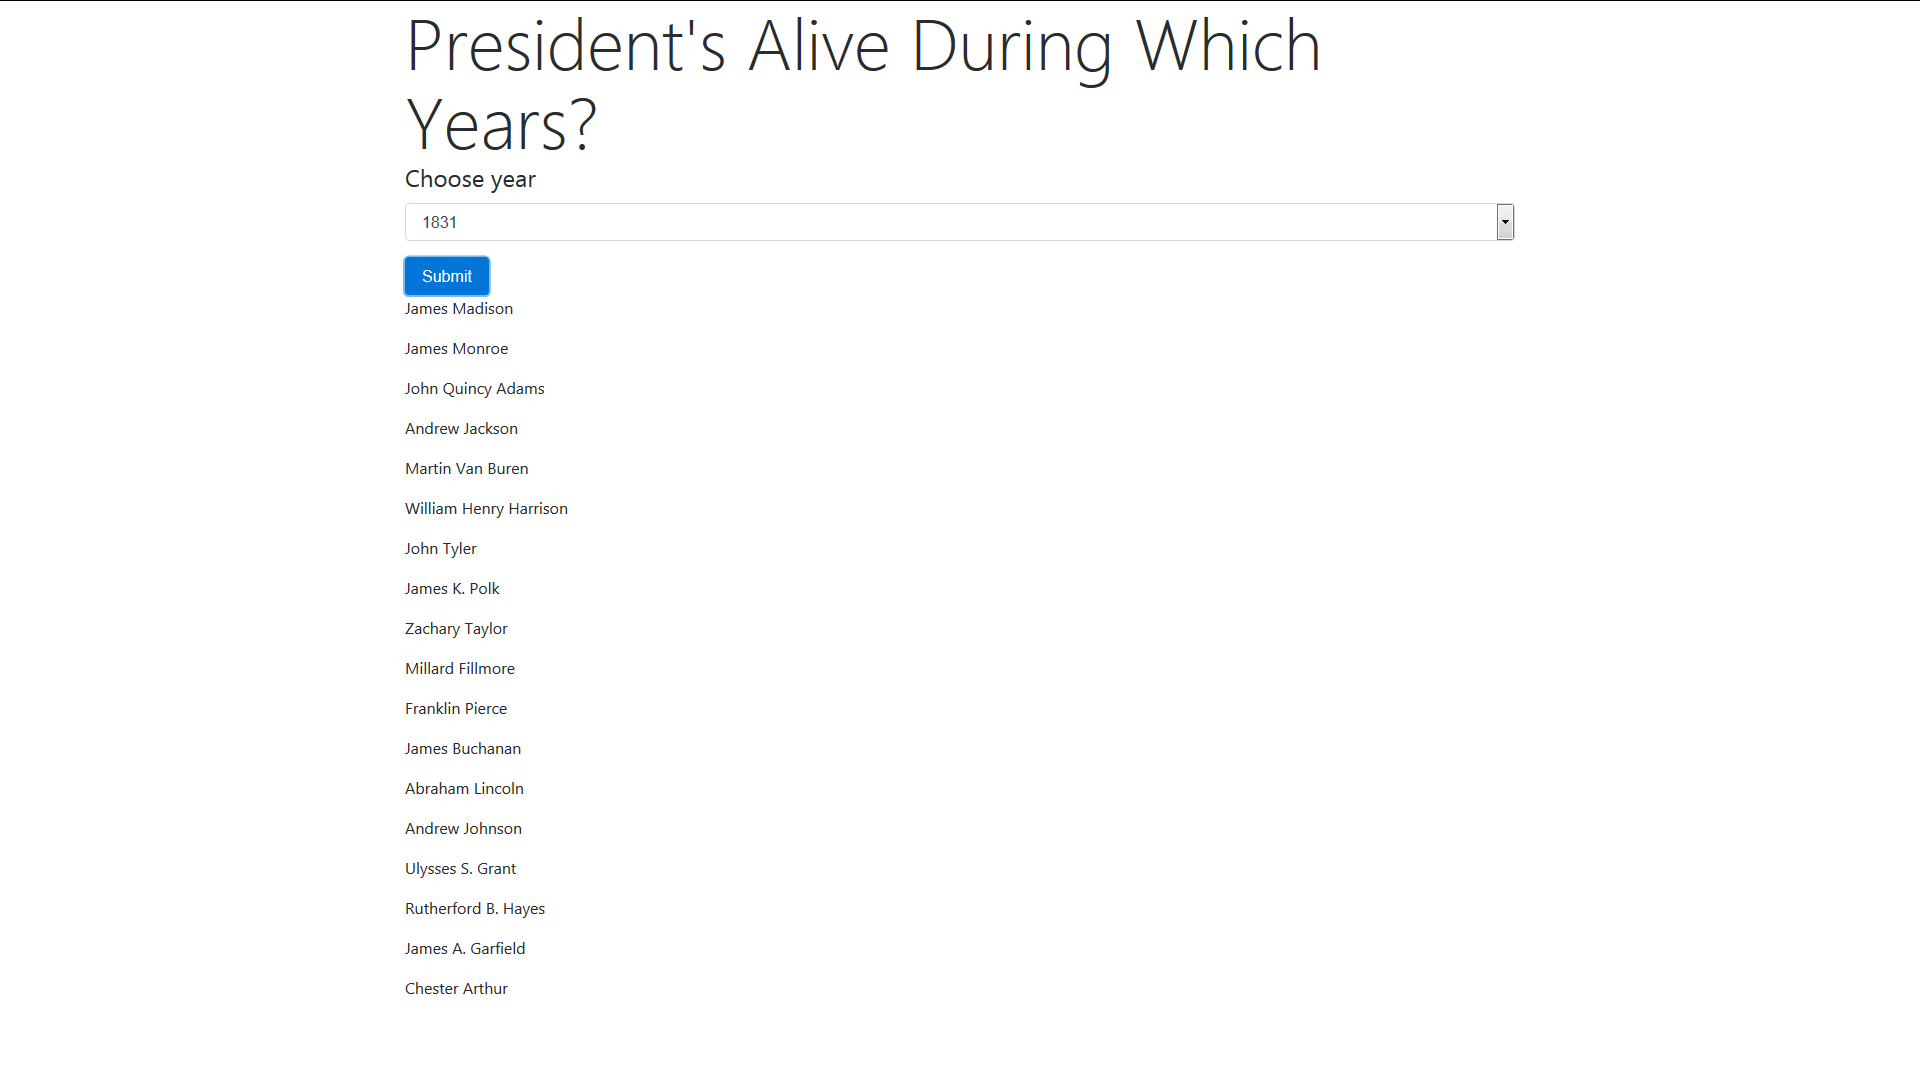 President's Alive During Which
Years?
Choose year
1831
Submit
James Madison
James Monroe
John Quincy Adams
Andrew Jackson
Martin Van Buren
William Henry Harrison
John Tyler
James K. Polk
Zachary Taylor
Millard Fillmore
Franklin Pierce
James Buchanan
Abraham Lincoln
Andrew Johnson
Ulysses S. Grant
Rutherford B. Hayes
James A. Garfield
Chester Arthur